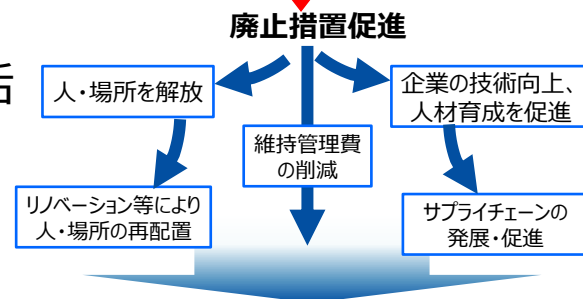 廃止措置促進
活
人・場所を解放
企業の技術向上、
人材育成を促進
維持管理費
の削減
リノベーション等により
人・場所の再配置
サプライチェーンの
発展・促進